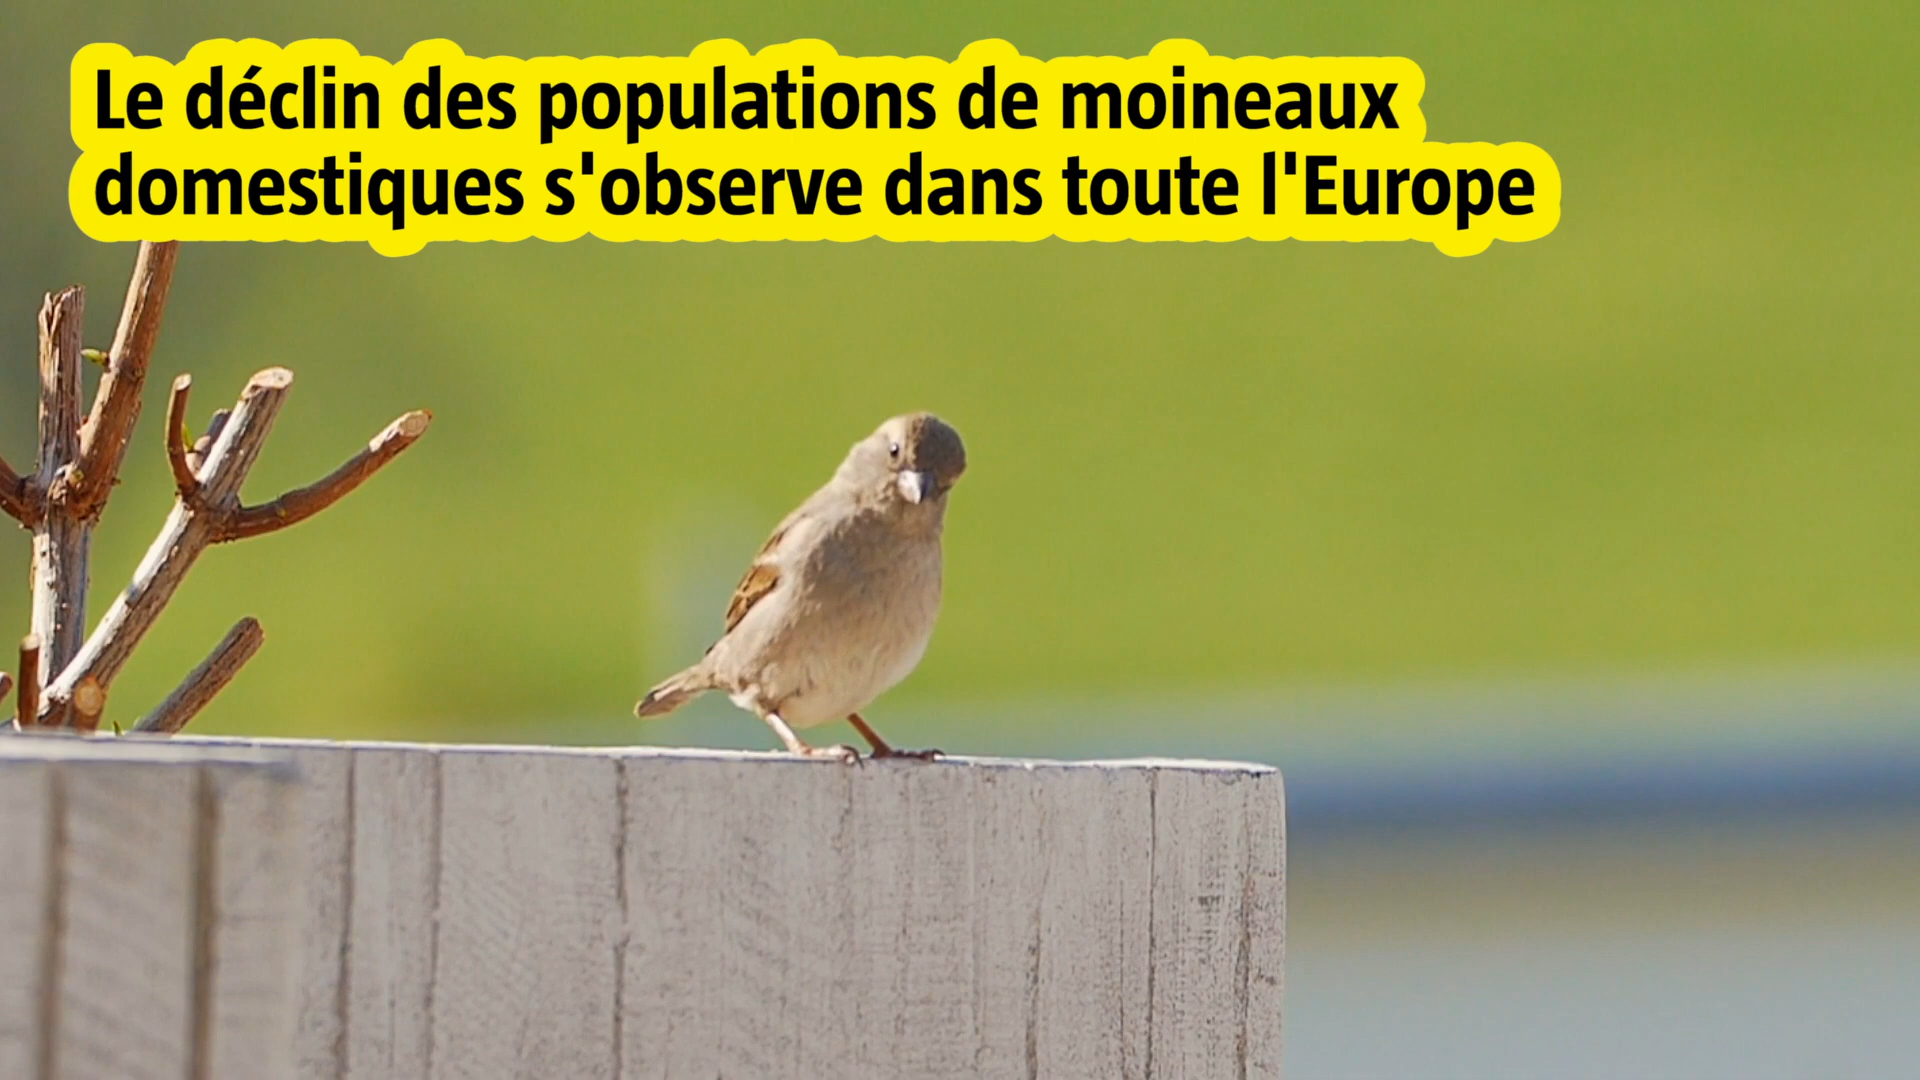 Le déclin des populations de moineaux
domestiques s'observe dans toute l'Europe